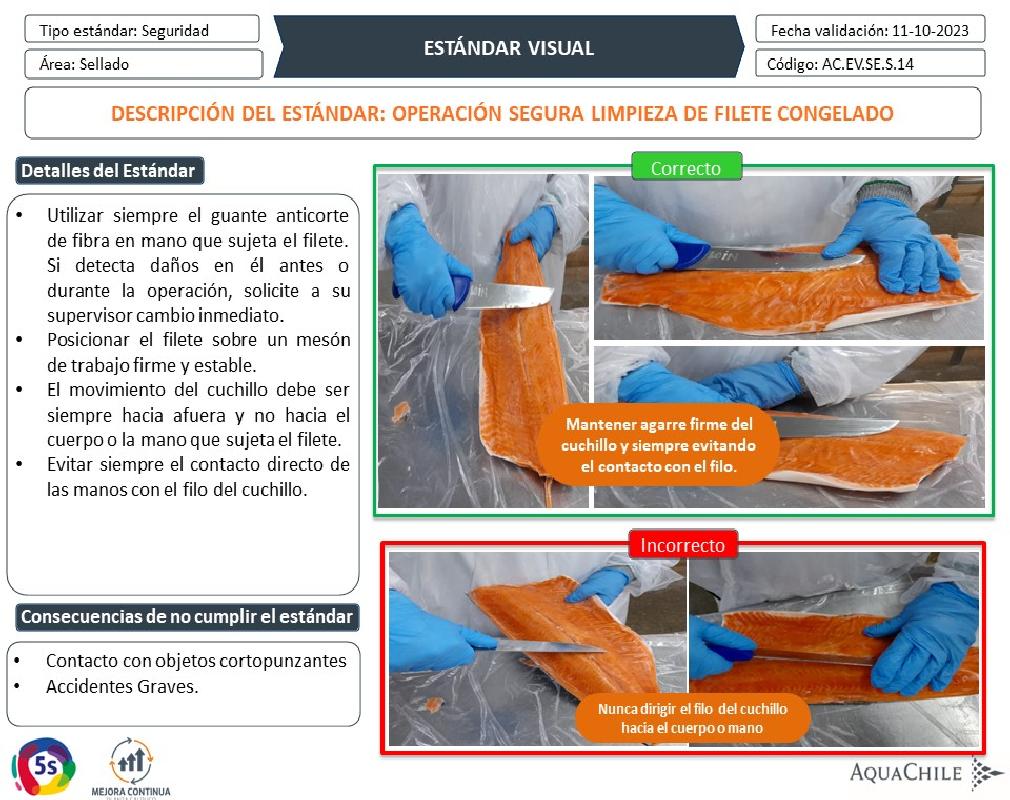 Tipo estándar: Seguridad
Área: Sellado
ESTÁNDAR VISUAL
Fecha validación: 11-10-2023
Código: AC.EV.SE.S.14
DESCRIPCIÓN DEL ESTÁNDAR: OPERACIÓN SEGURA LIMPIEZA DE FILETE CONGELADO
Detalles del Estándar
• Utilizar siempre el guante anticorte
de fibra en mano que sujeta el filete.
Si detecta daños en él antes o
durante la operación, solicite a su
supervisor cambio inmediato.
• Posicionar el filete sobre un mesón
de trabajo firme y estable.
• El movimiento del cuchillo debe ser
siempre hacia afuera y no hacia el
cuerpo o la mano que sujeta el filete.
• Evitar siempre el contacto directo de
las manos con el filo del cuchillo.
Consecuencias de no cumplir el estándar
• Contacto con objetos cortopunzantes
• Accidentes Graves.
Correcto
Mantener agarre firme del
cuchillo y siempre evitando
el contacto con el filo.
Incorrecto
Nunca dirigir el filo del cuchillo
hacia el cuerpo o mano
5s
MEJORA CONTINUA
AQUACHILE